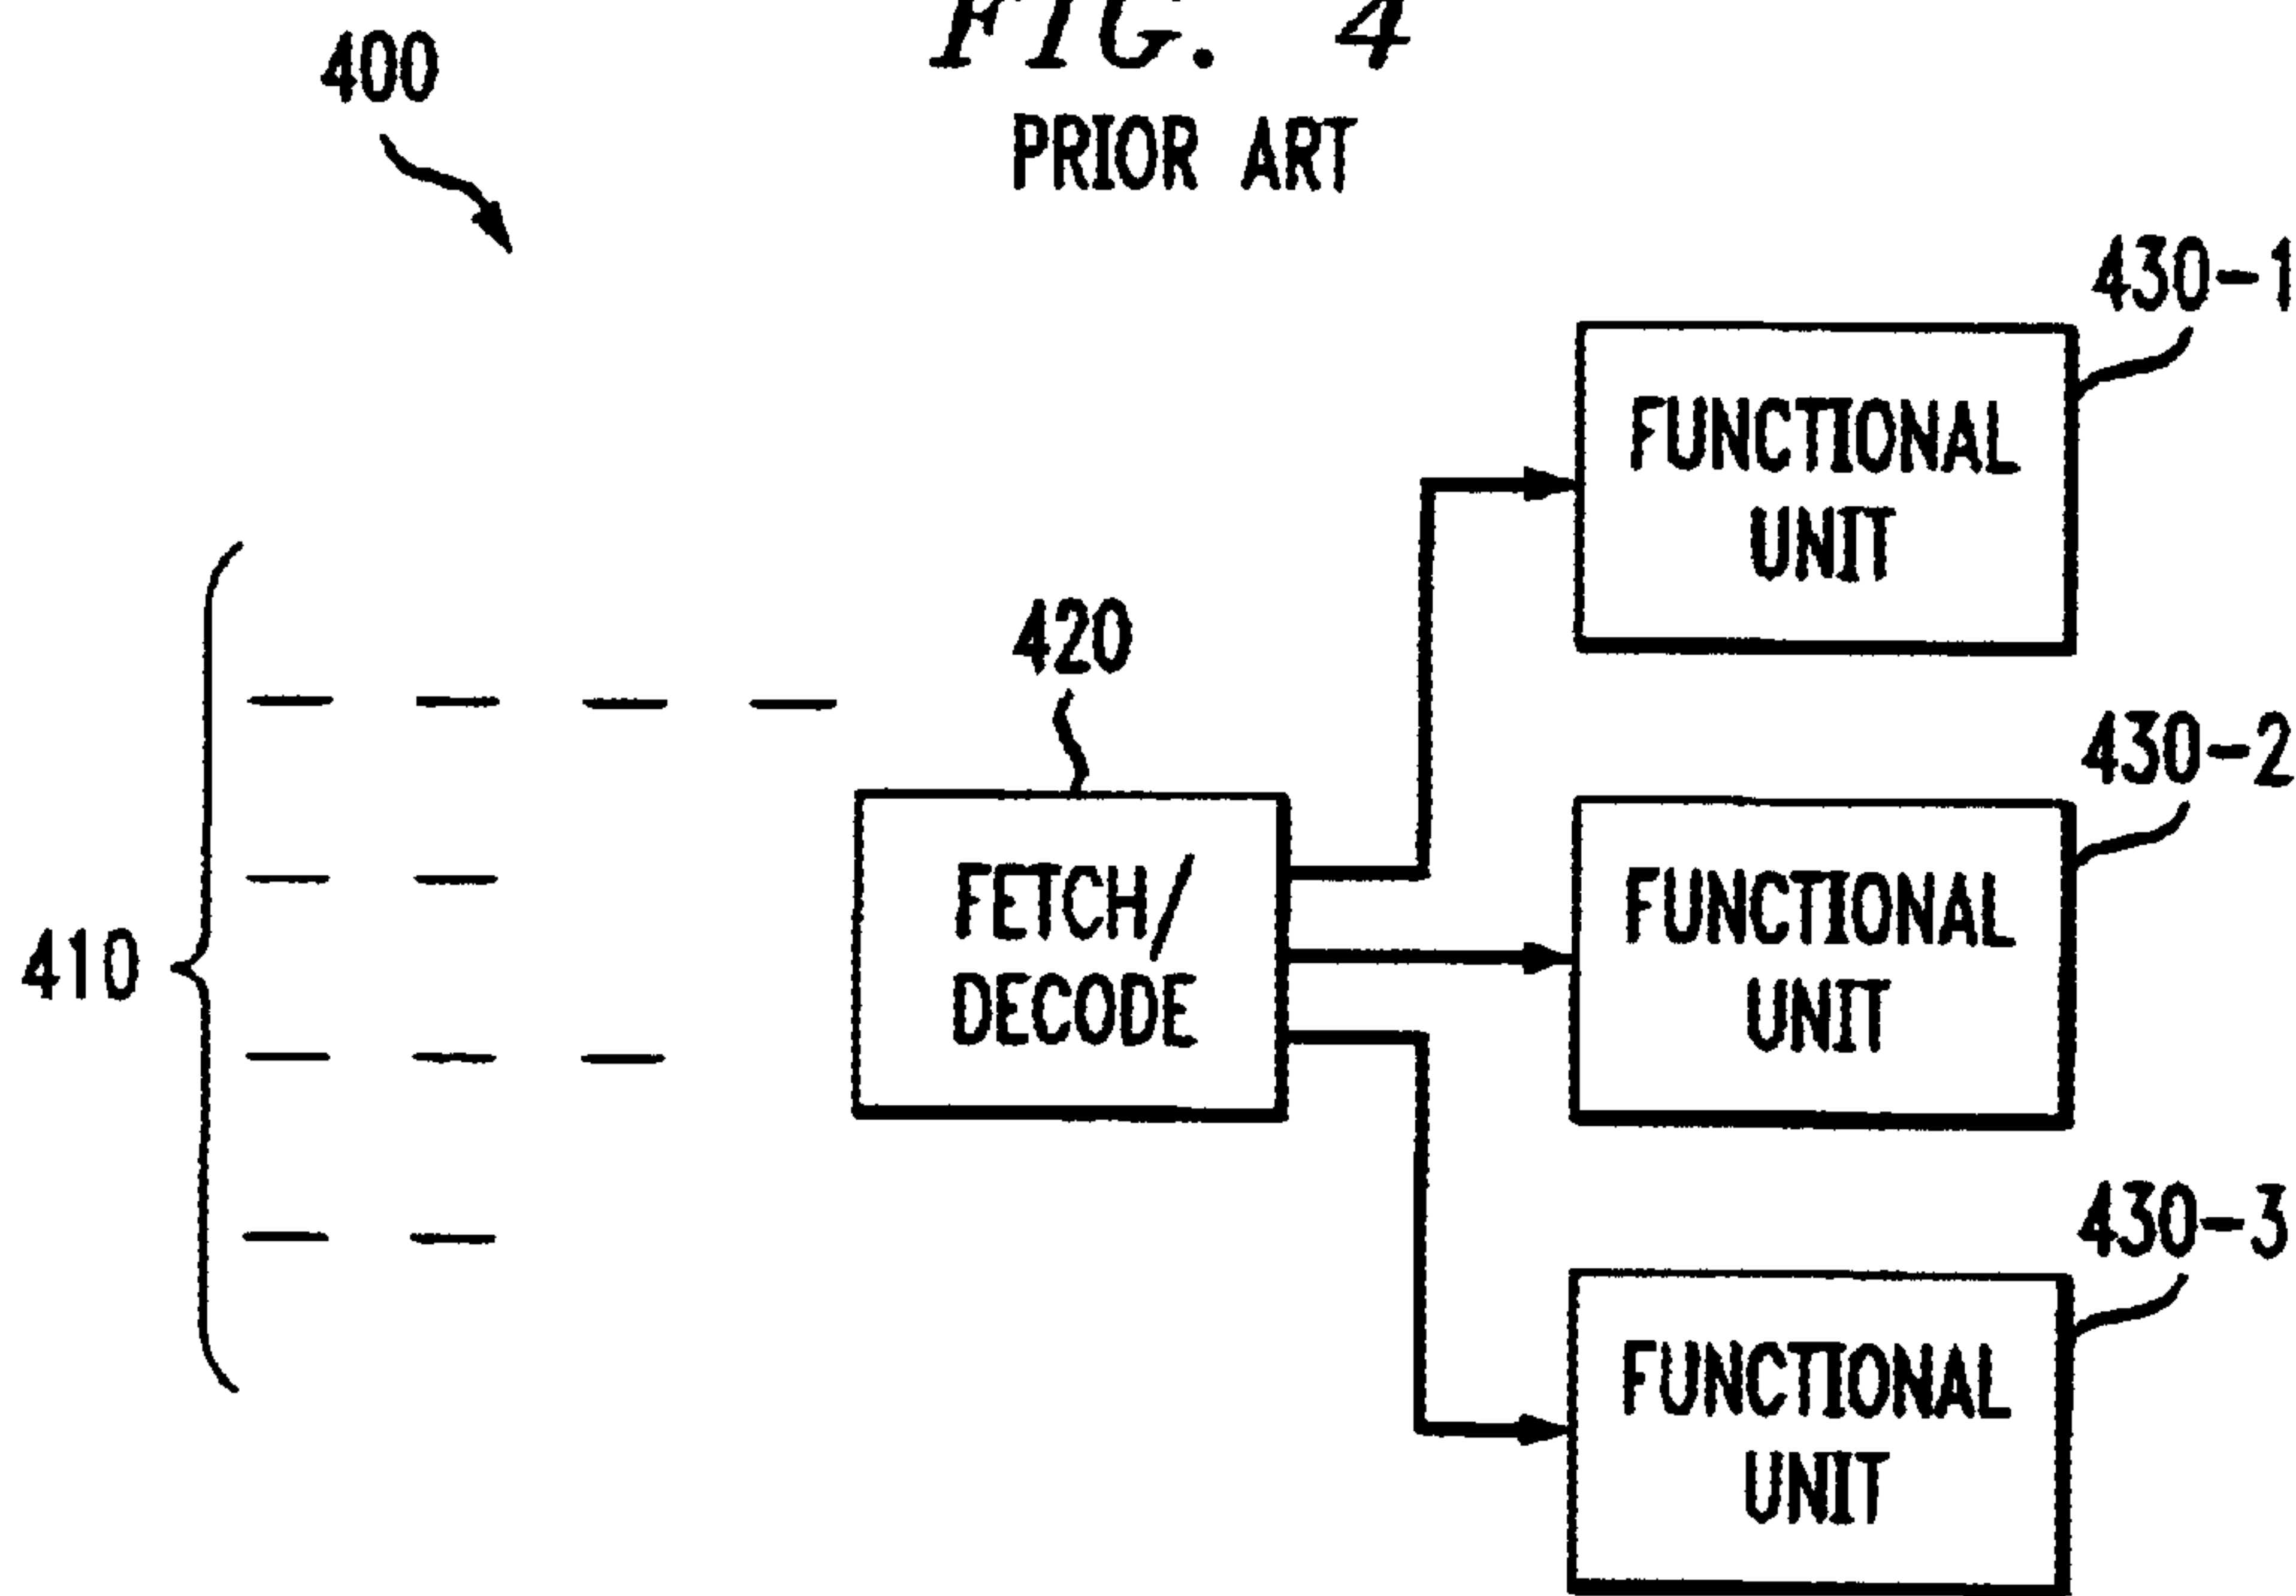 FIG. 4
PRIOR ART
400
430-1
FUNCTIONAL
UNIT
420
430-2
FETCH/
DECODE
FUNCTIONAL
UNIT
410
430-3
FUNCTIONAL
UNIT